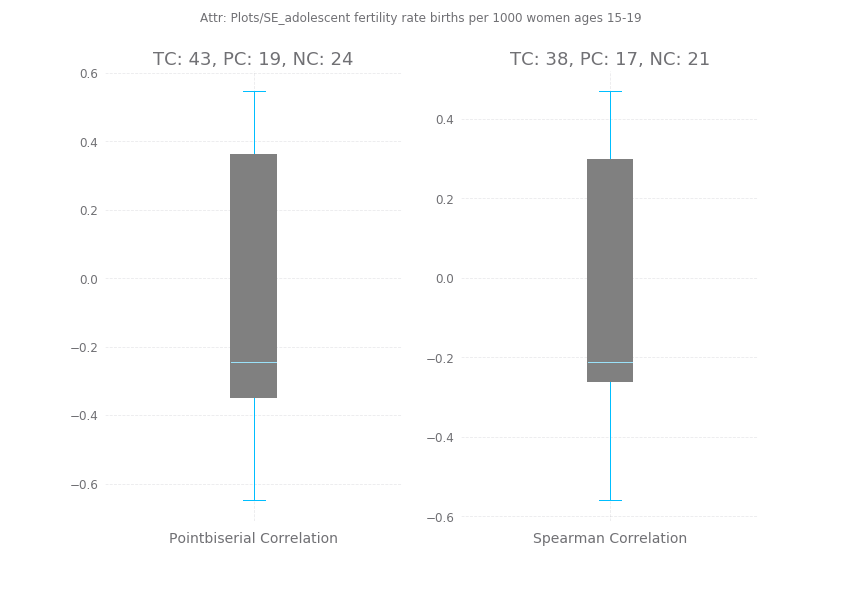 Attr: Plots/SE_adolescent fertility rate births per 1000 women ages 15-19
TC: 43, PC: 19, NC: 24
0.6
0.4
0.2
0.0
−0.2
−0.4
−0.6
Pointbiserial Correlation
TC: 38, PC: 17, NC: 21
0.4
0.2
0.0
−0.2
−0.4
−0.6
Spearman Correlation